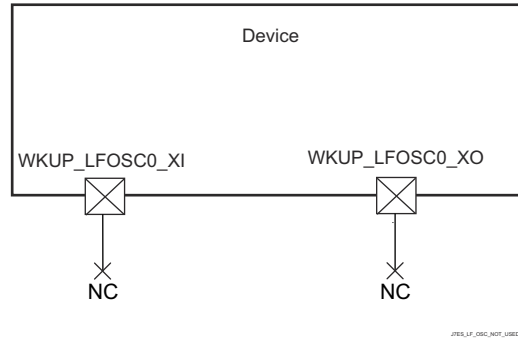 Device
WKUP_LFOSC0_XI
WKUP_LFOSC0_XO
NC
NC
J7ES_LF_OSC_NOT_USED